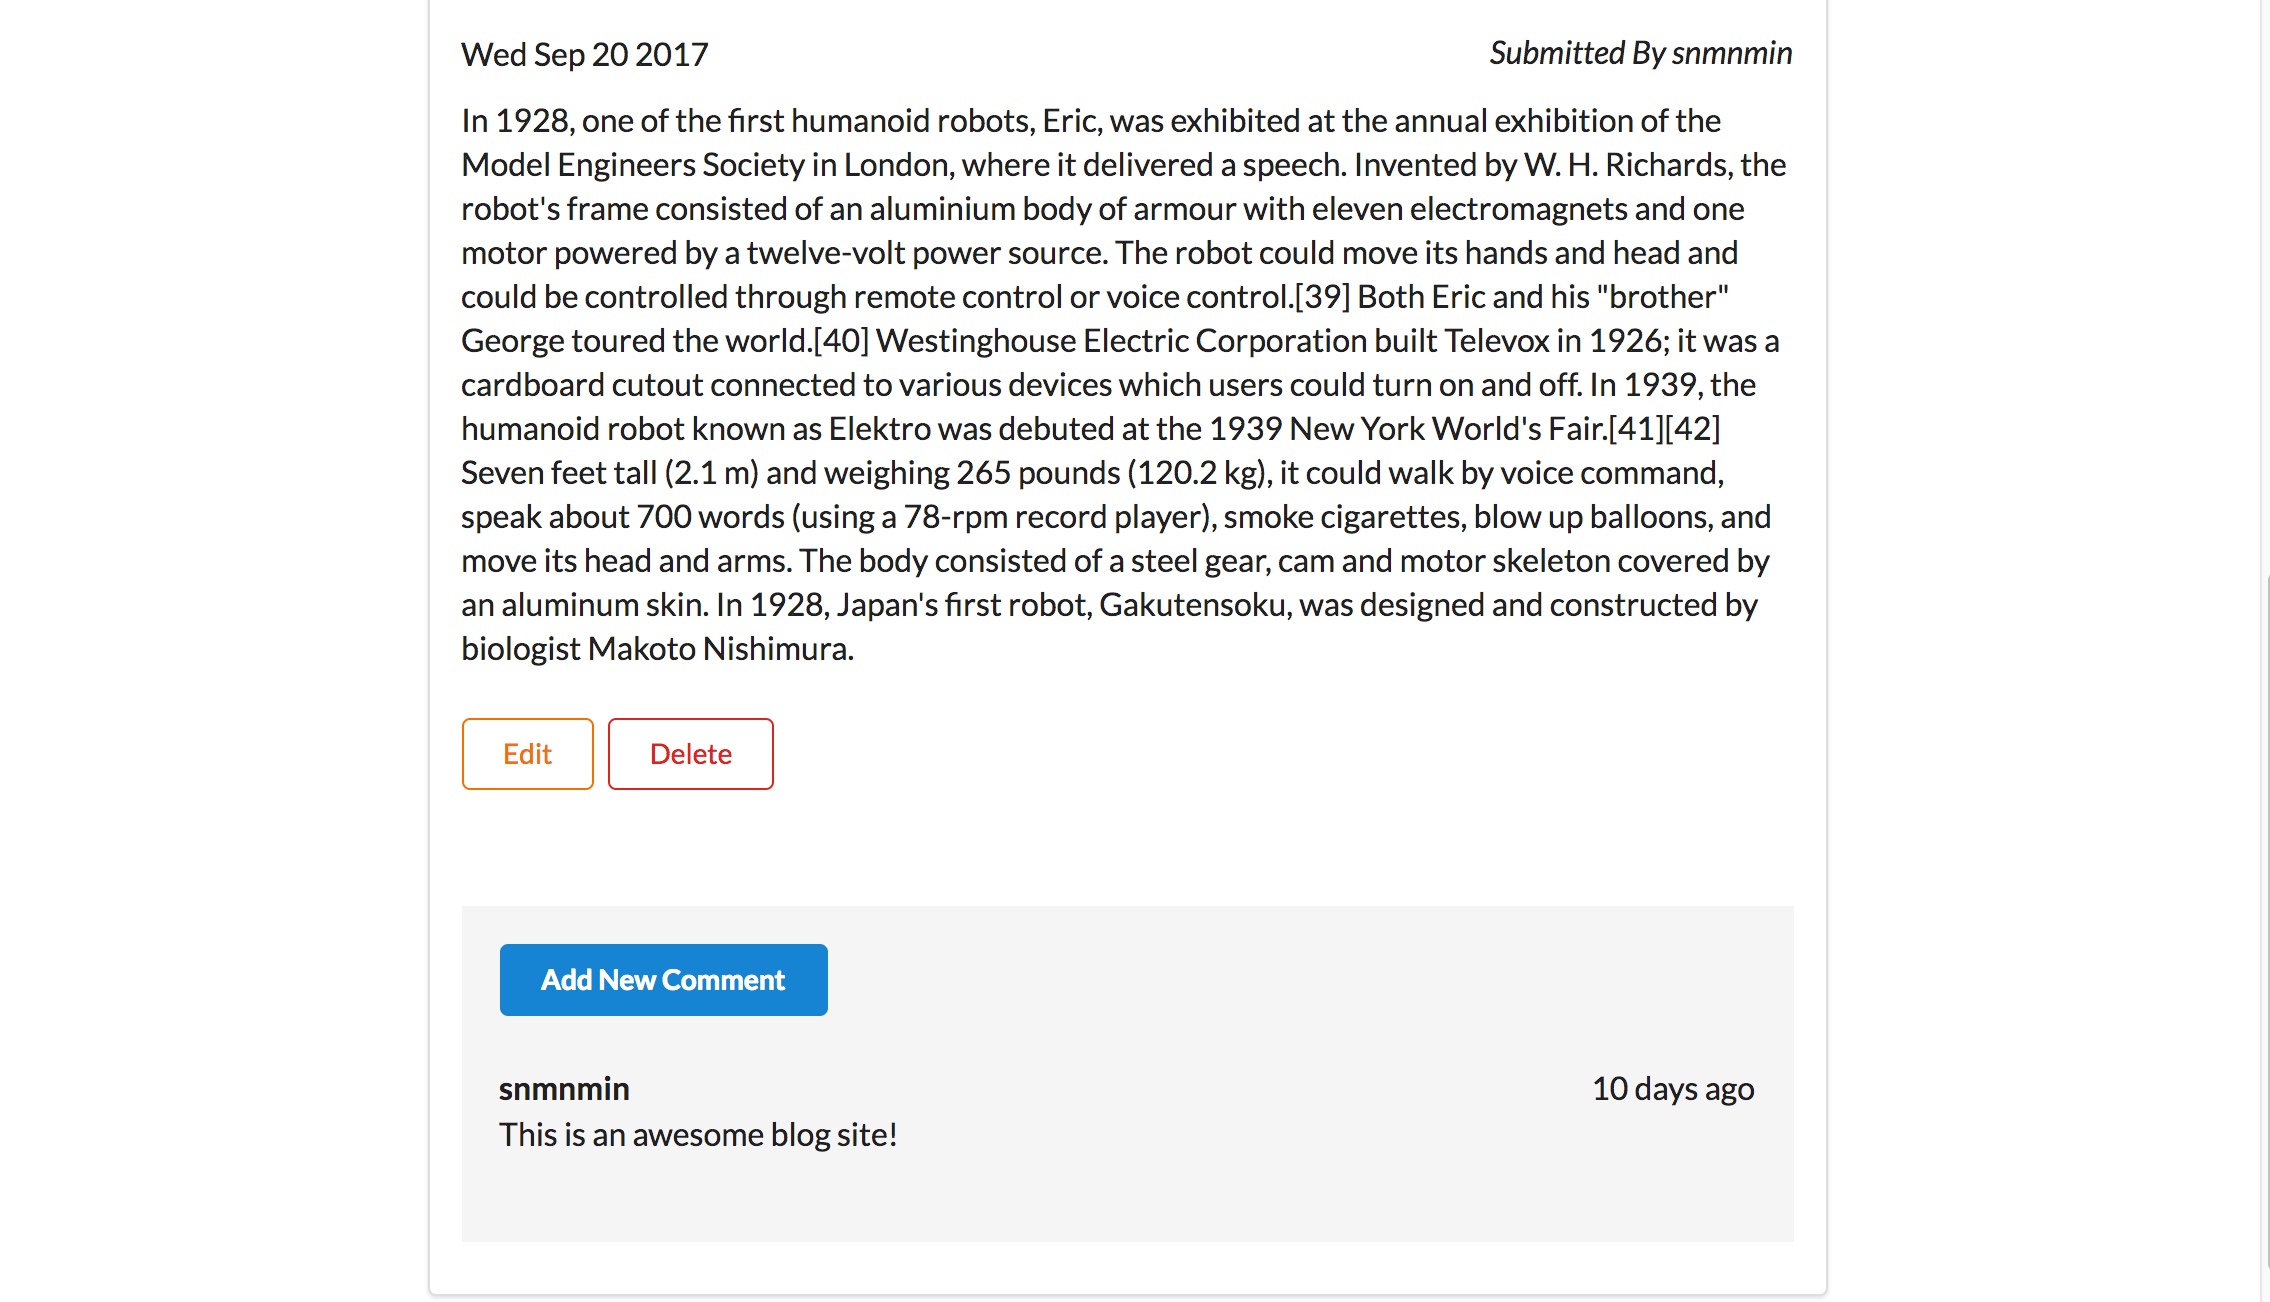 Wed Sep 20 2017
Submitted By snmnmin
In 1928, one of the first humanoid robots, Eric, was exhibited at the annual exhibition of the
Model Engineers Society in London, where it delivered a speech. Invented by W. H. Richards, the
robot's frame consisted of an aluminium body of armour with eleven electromagnets and one
motor powered by a twelve-volt power source. The robot could move its hands and head and
could be controlled through remote control or voice control.[39] Both Eric and his "brother"
George toured the world.[40] Westinghouse Electric Corporation built Televox in 1926; it was a
cardboard cutout connected to various devices which users could turn on and off. In 1939, the
humanoid robot known as Elektro was debuted at the 1939 New York World's Fair.[41][42]
Seven feet tall (2.1 m) and weighing 265 pounds (120.2 kg), it could walk by voice command,
speak about 700 words (using a 78-rpm record player), smoke cigarettes, blow up balloons, and
move its head and arms. The body consisted of a steel gear, cam and motor skeleton covered by
an aluminum skin. In 1928, Japan's first robot, Gakutensoku, was designed and constructed by
biologist Makoto Nishimura.
Edit
Delete
Add New Comment
snmnmin
10 days ago
This is an awesome blog site!